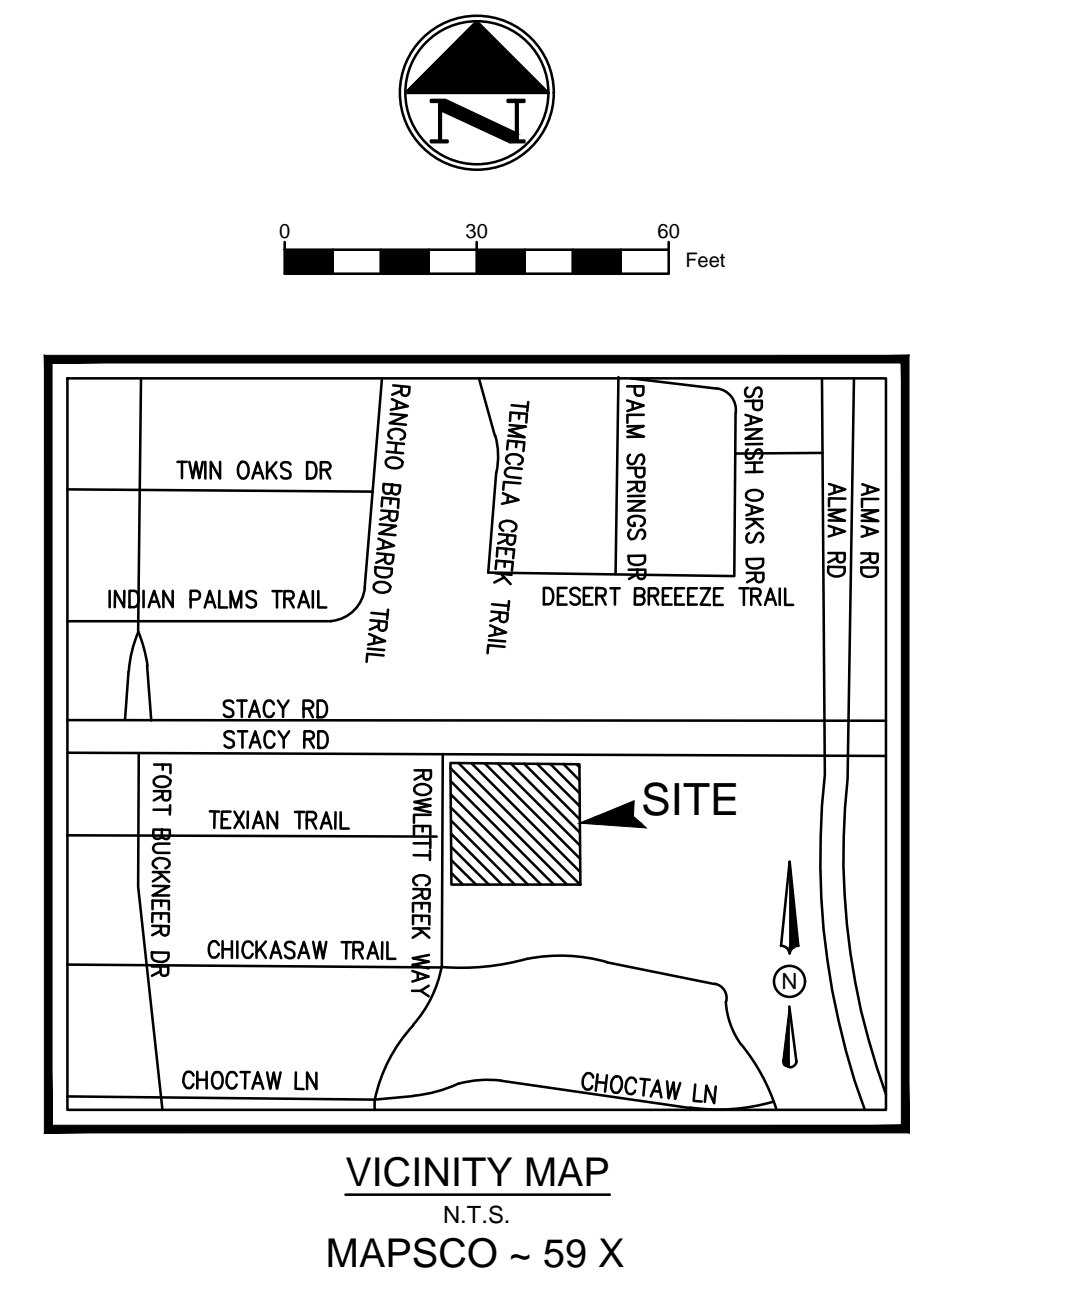 N
0 30 60
Feet
RANCHO BERNARDO TRAIL
TEMECULA CREEK TRAIL
PALM SPRINGS DR
SPANISH OAKS DR
TWIN OAKS DR
ALMA RD
ALMA RD
INDIAN PALMS TRAIL
DESERT BREEEZE TRAIL
STACY RD
STACY RD
FORT BUCKNEER DR
ROWLETT CREEK WAY
SITE
TEXIAN TRAIL
CHICKASAW TRAIL
N
CHOCTAW LN
CHOCTAW LN
VICINITY MAP
N.T.S.
MAPSCO ~ 59 X